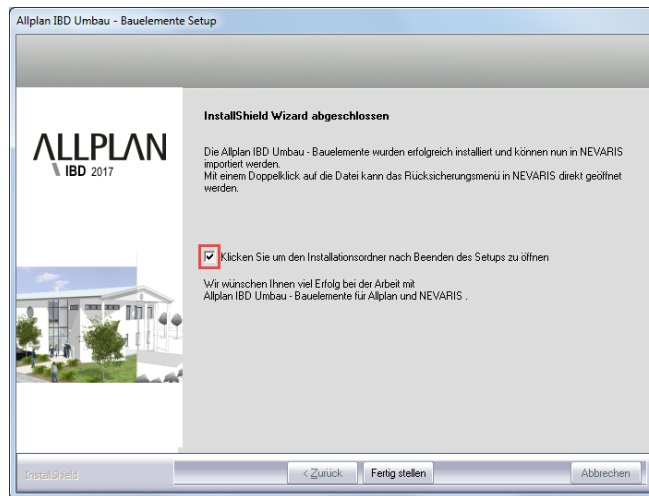 Allplan IBD Umbau - Bauelemente Setup
InstallShield Wizard abgeschlossen
ALLPLAN
IBD 2017
Die Allplan IBD Umbau - Bauelemente wurden erfolgreich installiert und können nun in NEVARIS
importiert werden.
Mit einem Doppelklick auf die Datei kann das Rücksicherungsmenü in NEVARIS direkt geöffnet
werden.
Klicken Sie um den Installationsordner nach Beenden des Setups zu öffnen
Wir wünschen Ihnen viel Erfolg bei der Arbeit mit
Allplan IBD Umbau - Bauelemente für Allplan und NEVARIS .
InstallShield
< Zurück
Fertig stellen
Abbrechen